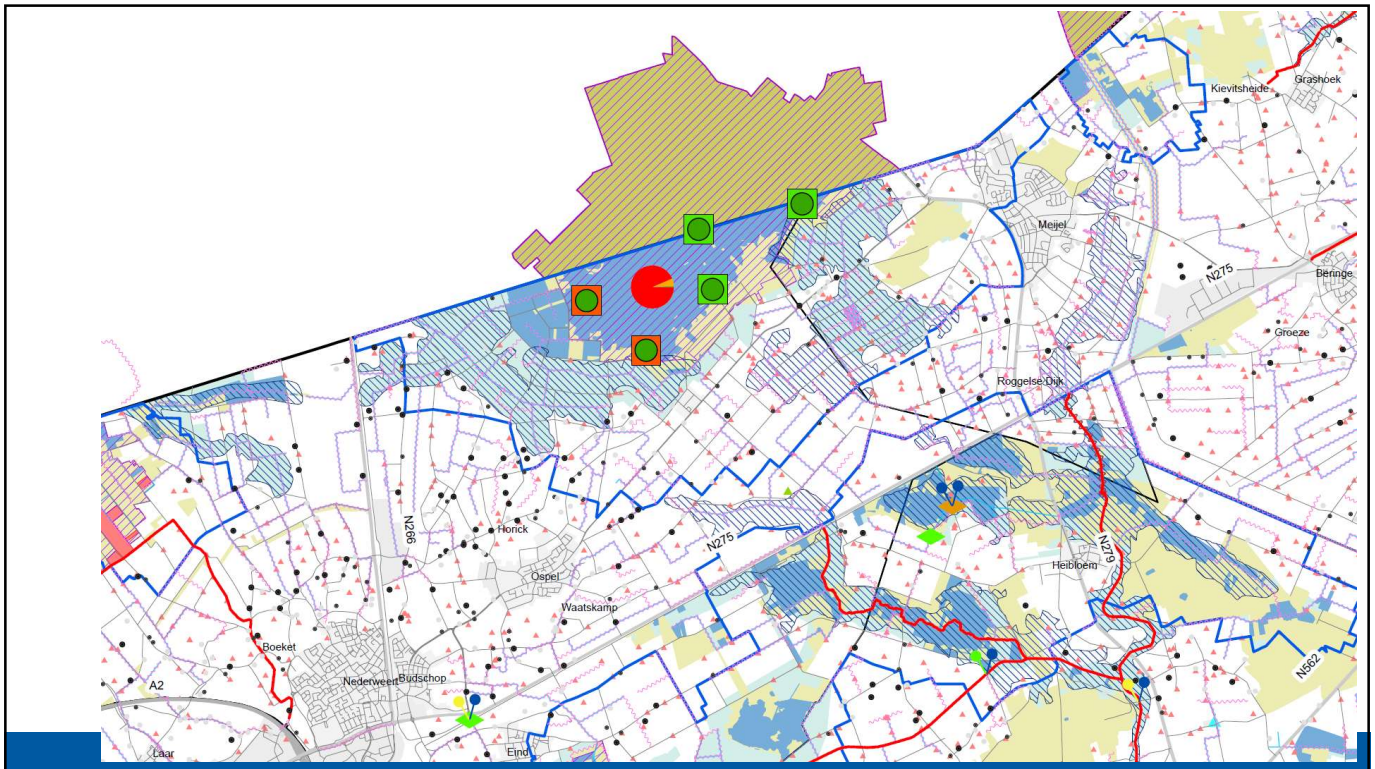 Grashoek
Kievitsheide
Meijel
N275
Beringe
Groeze
Roggelse Dijk
N266
Horick
N275
N279
Ospel
Heibloem
Waatskamp
Boeket
N562
A2
Nederweert
Budschop
Laar
Eind